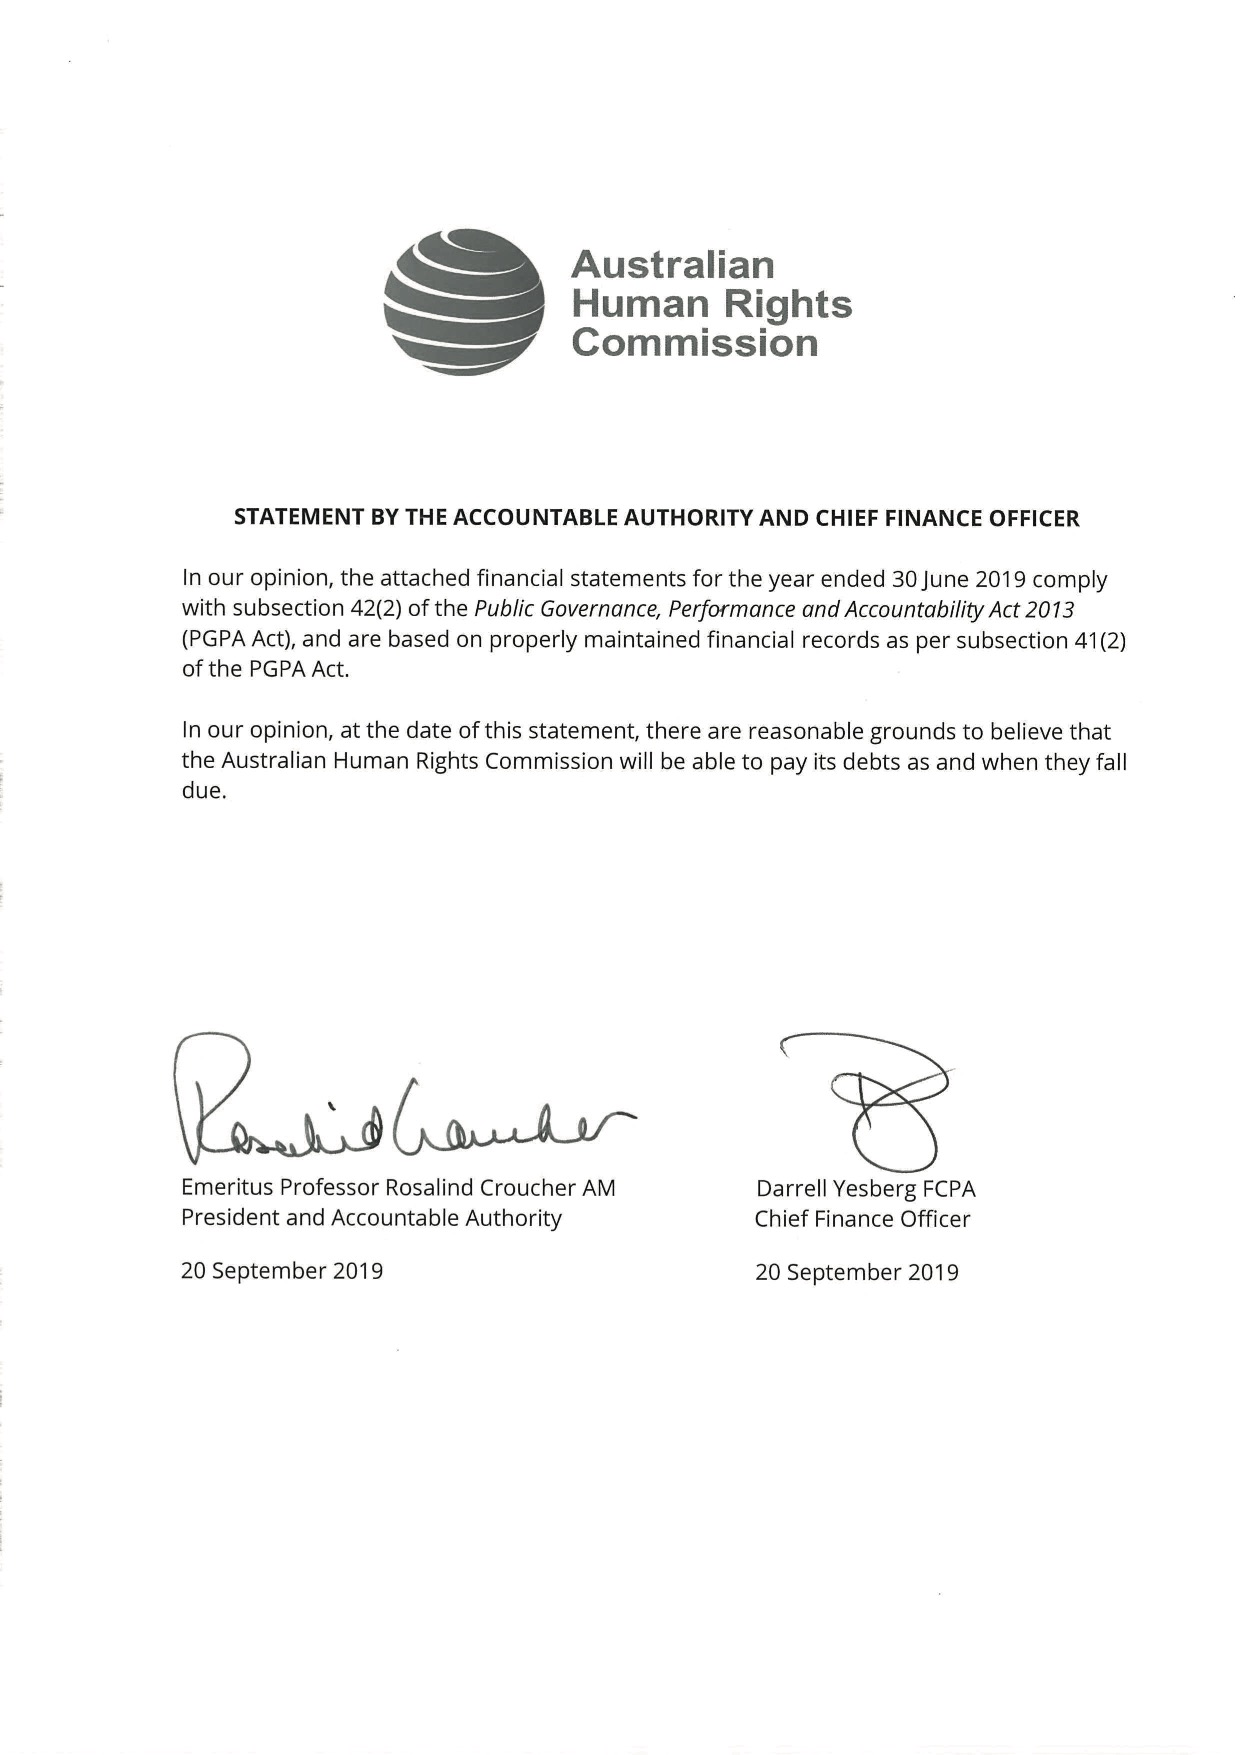 Australian
Human Rights
Commission
STATEMENT BY THE ACCOUNTABLE AUTHORITY AND CHIEF FINANCE OFFICER
In our opinion, the attached financial statements for the year ended 30 June 2019 comply
with subsection 42(2) of the Public Governance, Performance and Accountability Act 2013
(PGPA Act), and are based on properly maintained financial records as per subsection 41(2)
of the PGPA Act.
In our opinion, at the date of this statement, there are reasonable grounds to believe that
the Australian Human Rights Commission will be able to pay its debts as and when they fall
due.
Rosalind Croucher
Emeritus Professor Rosalind Croucher AM
President and Accountable Authority
20 September 2019
Darrell Yesberg FCPA
Chief Finance Officer
20 September 2019